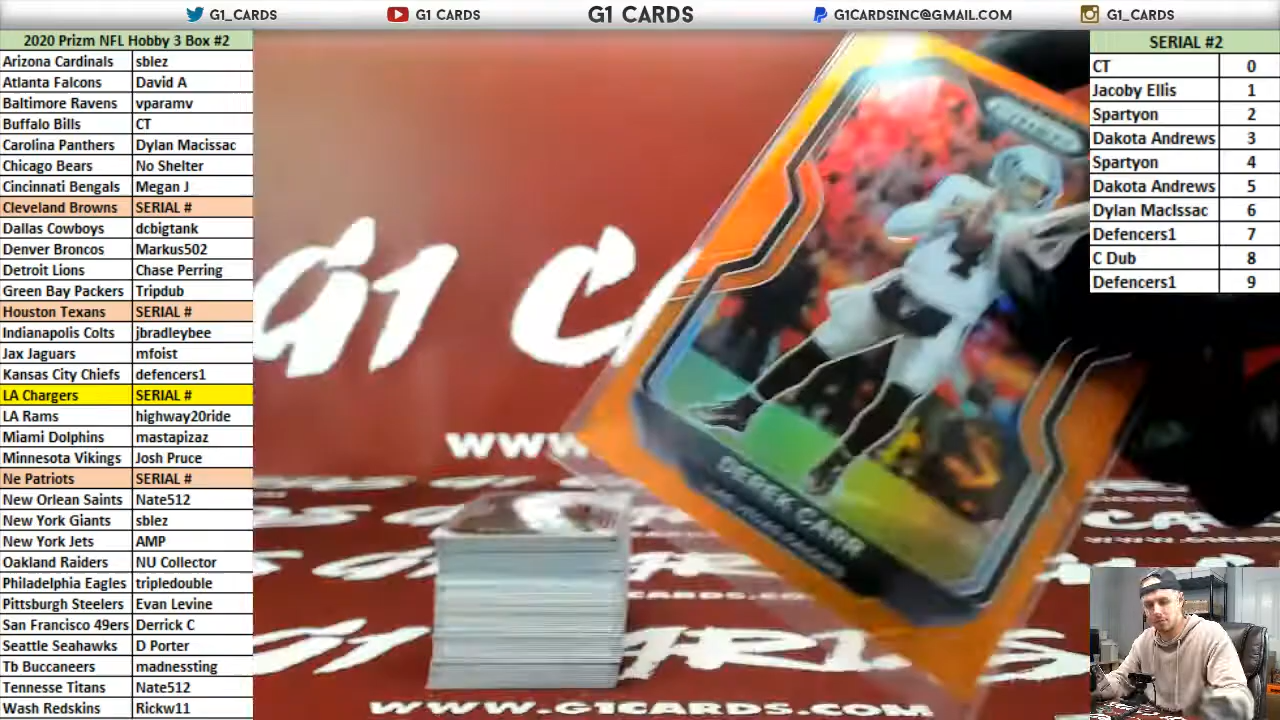 G1_CARDS
G1 CARDS
G1 CARDS
G1CARDSINC@GMAIL.COM
G1_CARDS
2020 Prizm NFL Hobby 3 Box #2
Arizona Cardinals sblez
Atlanta Falcons David A
Baltimore Ravens vparamv
Buffalo Bills CT
Carolina Panthers Dylan Macissac
Chicago Bears No Shelter
Cincinnati Bengals Megan J
Cleveland Browns SERIAL #
Dallas Cowboys dcbigtank
Denver Broncos Markus502
Detroit Lions Chase Perring
Green Bay Packers Tripdub
Houston Texans SERIAL #
Indianapolis Colts jbradleybee
Jax Jaguars mfoist
Kansas City Chiefs defencers1
LA Chargers SERIAL #
LA Rams highway20ride
Miami Dolphins mastapizaz
Minnesota Vikings Josh Pruce
Ne Patriots SERIAL #
New Orlean Saints Nate512
New York Giants sblez
New York Jets AMP
Oakland Raiders NU Collector
Philadelphia Eagles tripledouble
Pittsburgh Steelers Evan Levine
San Francisco 49ers Derrick C
Seattle Seahawks D Porter
Tb Buccaneers madnessting
Tennesse Titans Nate512
Wash Redskins Rickw11
SERIAL #2
CT 0
Jacoby Ellis 1
Spartyon 2
Dakota Andrews 3
Spartyon 4
Dakota Andrews 5
Dylan MacIssac 6
Defencers1 7
C Dub 8
Defencers1 9
G1 C
WWW
DEREK CARR
G1 CARDS
WWW.G1CARDS.COM